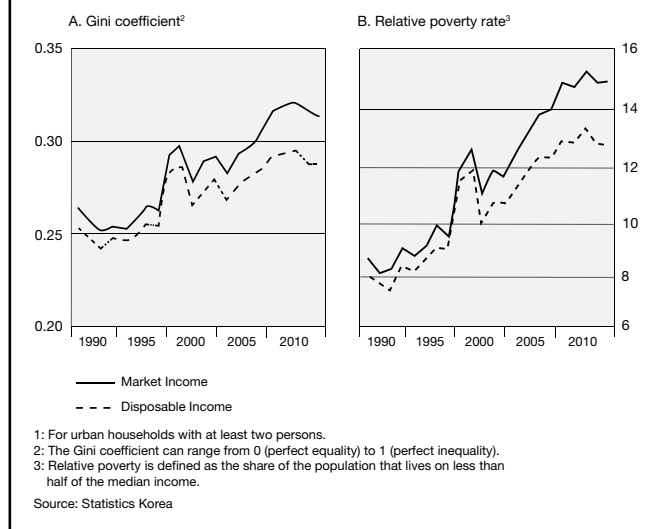 A. Gini coefficient²
B. Relative poverty rate³
0.35
0.30
0.25
0.20
1990 1995 2000 2005 2010
16
14
12
10
8
6
1990 1995 2000 2005 2010
Market Income
Disposable Income
1: For urban households with at least two persons.
2: The Gini coefficient can range from 0 (perfect equality) to 1 (perfect inequality).
3: Relative poverty is defined as the share of the population that lives on less than
half of the median income.
Source: Statistics Korea